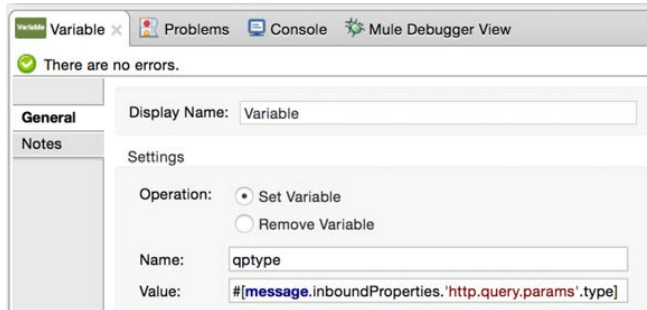 Variable Variable Problems Console Mule Debugger View
There are no errors.
General
Notes
Display Name: Variable
Settings
Operation: Set Variable
Remove Variable
Name: qptype
Value: #[message.inboundProperties.'http.query.params'.type]